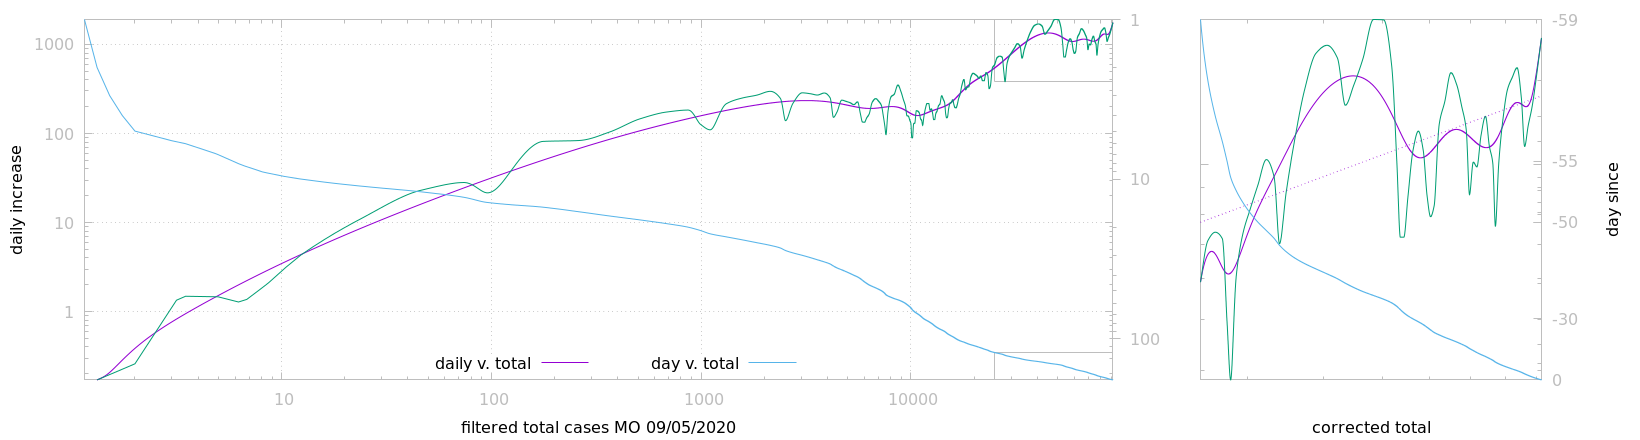 daily increase
1000
100
10
1
10
100
1000
10000
filtered total cases MO 09/05/2020
daily v. total
day v. total
1
10
100
-59
-55
-50
-30
0
day since
corrected total